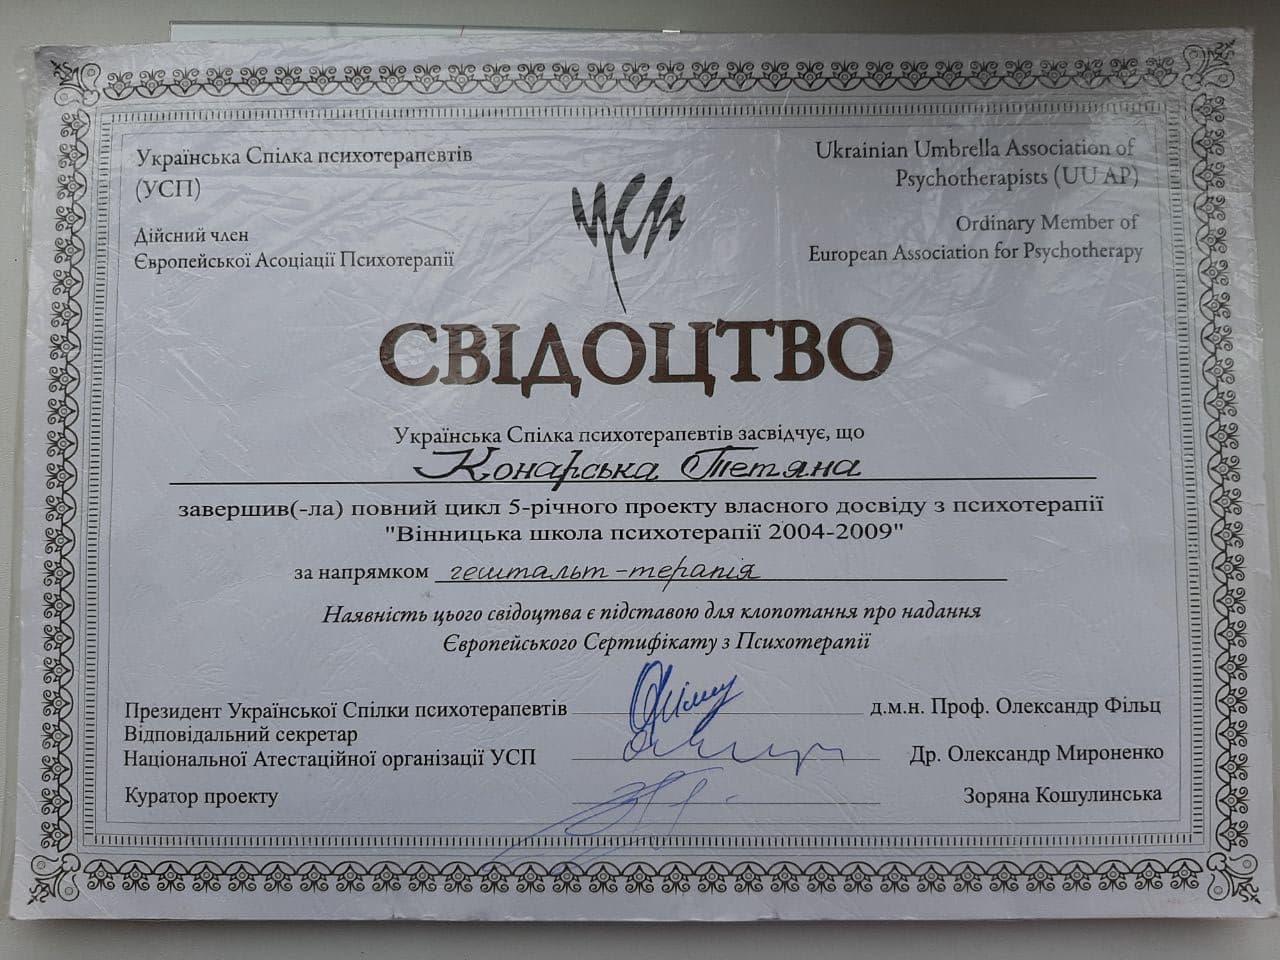 Українська Спілка психотерапевтів
(УСП)
Дійсний член
Європейської Асоціації Психотерапії
Ukrainian Umbrella Association of
Psychotherapists (UUAP)
Ordinary Member of
European Association for Psychotherapy
УСП
СВІДОЦТВО
Українська Спілка психотерапевтів засвідчує, що
Конарська Тетяна
завершив(-ла) повний цикл 5-річного проекту власного досвіду з психотерапії
"Вінницька школа психотерапії 2004-2009"
за напрямком гештальт-терапія
Наявність цього свідоцтва є підставою для клопотання про надання
Європейського Сертифікату з Психотерапії
Президент Української Спілки психотерапевтів д.м.н. Проф. Олександр Фільц
Відповідальний секретар
Національної Атестаційної організації УСП Др. Олександр Мироненко
Куратор проекту Зоряна Кошулинська